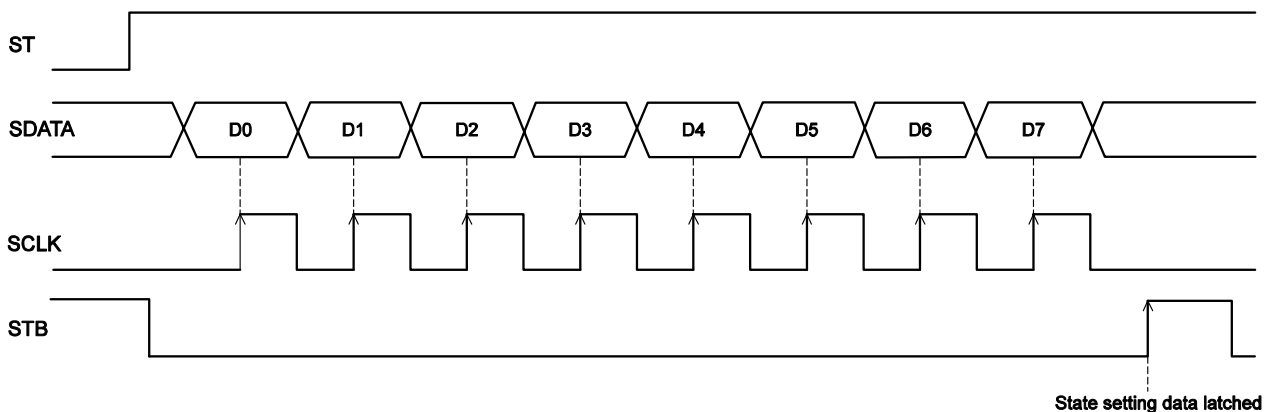 ST
SDATA
D0 D1 D2 D3 D4 D5 D6 D7
SCLK
STB
State setting data latched